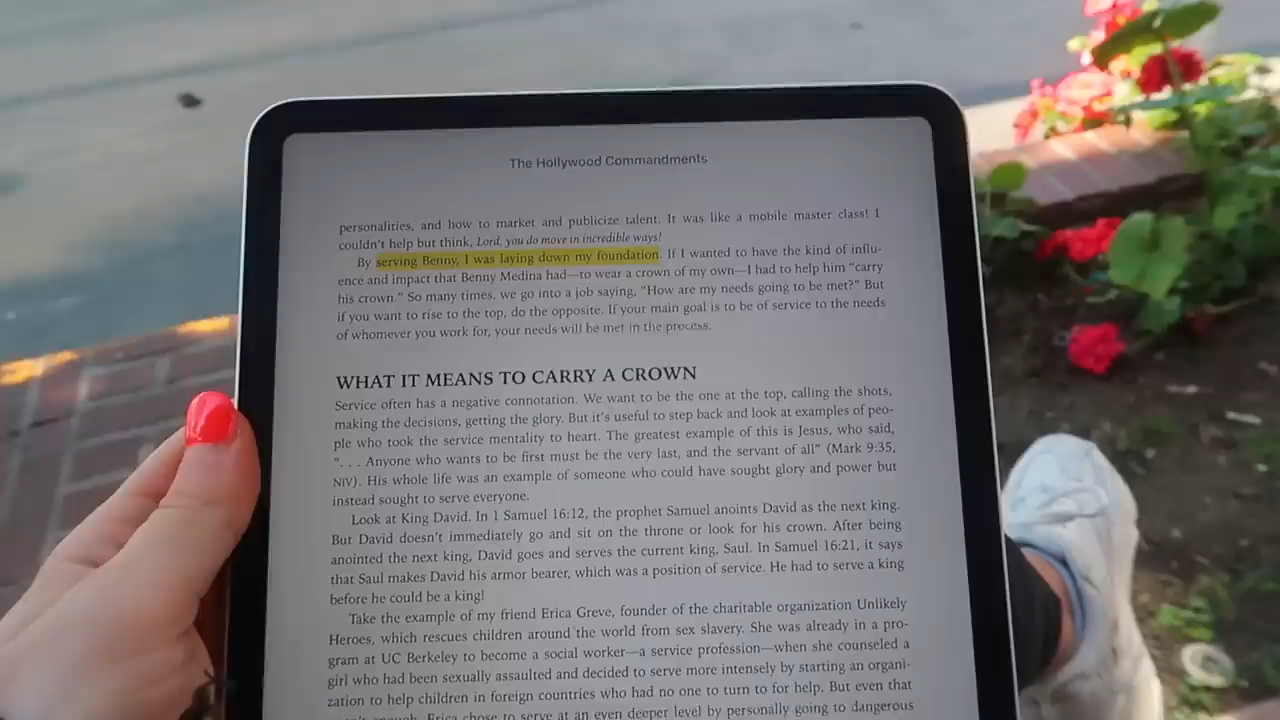 The Hollywood Commandments
personalities, and how to market and publicize talent. It was like a mobile master class! I
couldn't help but think, Lord, you do move in incredible ways!
By serving Benny, I was laying down my foundation. If I wanted to have the kind of influ-
ence and impact that Benny Medina had—to wear a crown of my own—I had to help him "carry
his crown." So many times, we go into a job saying, "How are my needs going to be met?" But
if you want to rise to the top, do the opposite. If your main goal is to be of service to the needs
of whomever you work for, your needs will be met in the process.
WHAT IT MEANS TO CARRY A CROWN
Service often has a negative connotation. We want to be the one at the top, calling the shots,
making the decisions, getting the glory. But it's useful to step back and look at examples of peo-
ple who took the service mentality to heart. The greatest example of this is Jesus, who said,
". . . Anyone who wants to be first must be the very last, and the servant of all" (Mark 9:35,
NIV). His whole life was an example of someone who could have sought glory and power but
instead sought to serve everyone.
Look at King David. In 1 Samuel 16:12, the prophet Samuel anoints David as the next king.
But David doesn't immediately go and sit on the throne or look for his crown. After being
anointed the next king, David goes and serves the current king, Saul. In Samuel 16:21, it says
that Saul makes David his armor bearer, which was a position of service. He had to serve a king
before he could be a king!
Take the example of my friend Erica Greve, founder of the charitable organization Unlikely
Heroes, which rescues children around the world from sex slavery. She was already in a pro-
gram at UC Berkeley to become a social worker—a service profession—when she counseled a
girl who had been sexually assaulted and decided to serve more intensely by starting an organi-
zation to help children in foreign countries who had no one to turn to for help. But even that
enough. Erica chose to serve at an even deeper level by personally going to dangerous